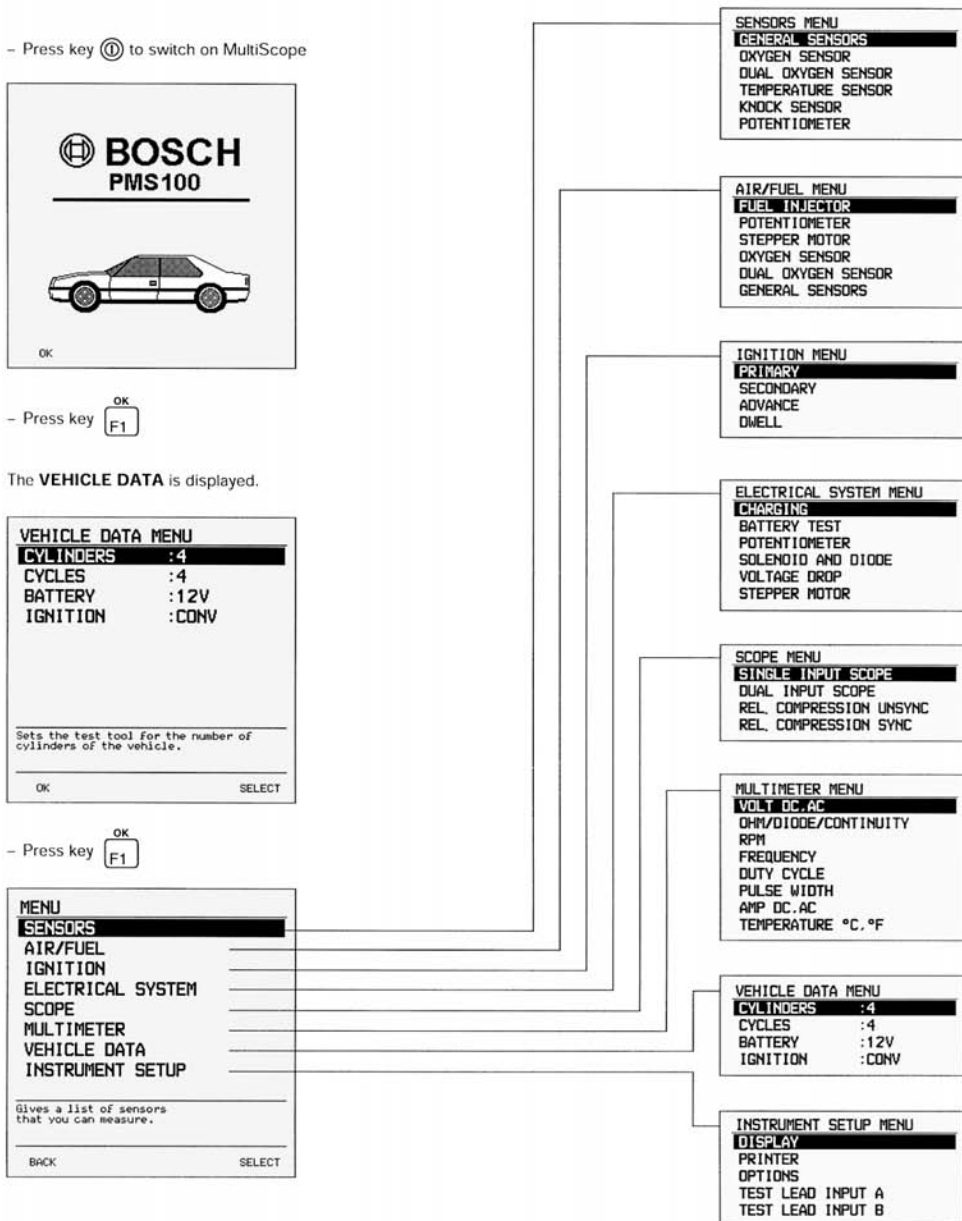 – Press key ⓘ to switch on MultiScope
BOSCH
PMS100
OK
– Press key
OK
F1
The VEHICLE DATA is displayed.
VEHICLE DATA MENU
CYLINDERS :4
CYCLES :4
BATTERY :12V
IGNITION :CONV
Sets the test tool for the number of
cylinders of the vehicle.
OK SELECT
– Press key
OK
F1
MENU
SENSORS
AIR/FUEL
IGNITION
ELECTRICAL SYSTEM
SCOPE
MULTIMETER
VEHICLE DATA
INSTRUMENT SETUP
Gives a list of sensors
that you can measure.
BACK SELECT
SENSORS MENU
GENERAL SENSORS
OXYGEN SENSOR
DUAL OXYGEN SENSOR
TEMPERATURE SENSOR
KNOCK SENSOR
POTENTIOMETER
AIR/FUEL MENU
FUEL INJECTOR
POTENTIOMETER
STEPPER MOTOR
OXYGEN SENSOR
DUAL OXYGEN SENSOR
GENERAL SENSORS
IGNITION MENU
PRIMARY
SECONDARY
ADVANCE
DWELL
ELECTRICAL SYSTEM MENU
CHARGING
BATTERY TEST
POTENTIOMETER
SOLENOID AND DIODE
VOLTAGE DROP
STEPPER MOTOR
SCOPE MENU
SINGLE INPUT SCOPE
DUAL INPUT SCOPE
REL. COMPRESSION UNSYNC
REL. COMPRESSION SYNC
MULTIMETER MENU
VOLT DC.AC
OHM/DIODE/CONTINUITY
RPM
FREQUENCY
DUTY CYCLE
PULSE WIDTH
AMP DC.AC
TEMPERATURE °C.°F
VEHICLE DATA MENU
CYLINDERS :4
CYCLES :4
BATTERY :12V
IGNITION :CONV
INSTRUMENT SETUP MENU
DISPLAY
PRINTER
OPTIONS
TEST LEAD INPUT A
TEST LEAD INPUT B